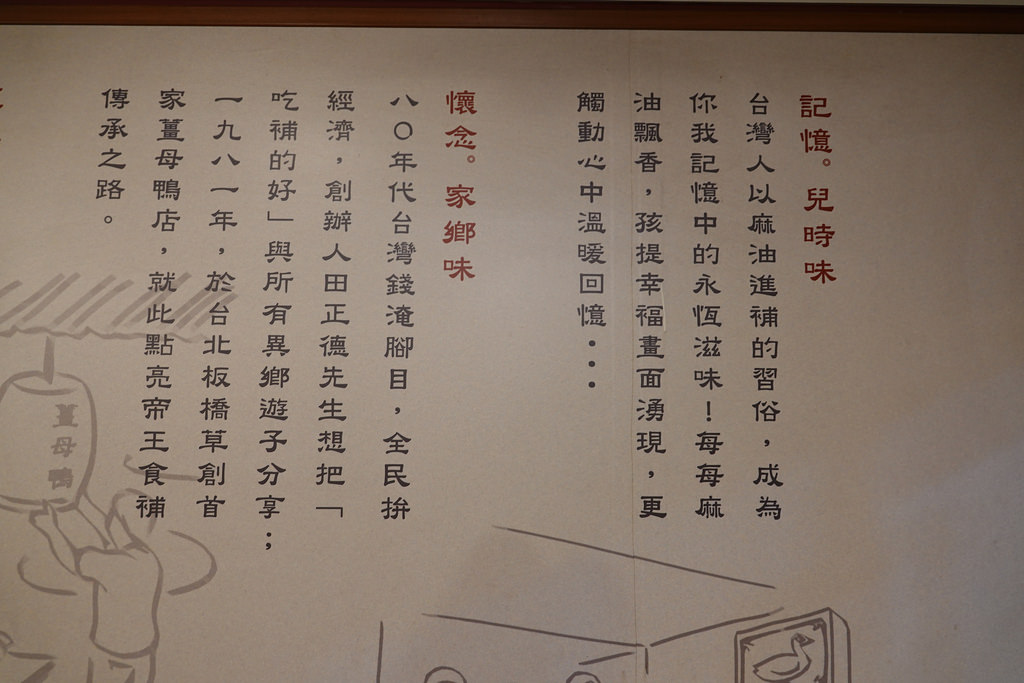 記憶。兒時味
台灣人以麻油進補的習俗，成為
你我記憶中的永恆滋味！每每麻
油飄香，孩提幸福畫面湧現，更
觸動心中溫暖回憶...
懷念。家鄉味
八〇年代台灣錢淹腳目，全民拚
經濟，創辦人田正德先生想把「
吃補的好」與所有異鄉遊子分享；
一九八一年，於台北板橋草創首
家薑母鴨店，就此點亮帝王食補
傳承之路。
薑母鴨